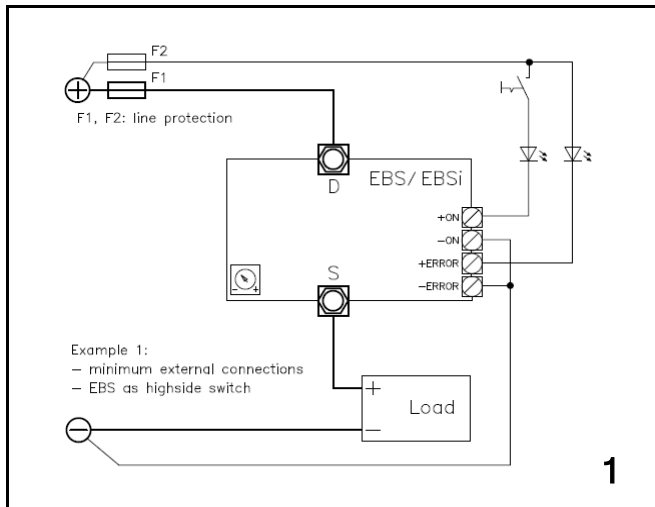 F2
F1
F1, F2: line protection
D
EBS/ EBSi
+ON
−ON
+ERROR
−ERROR
S
− +
Example 1:
− minimum external connections
− EBS as highside switch
+
Load
−
1